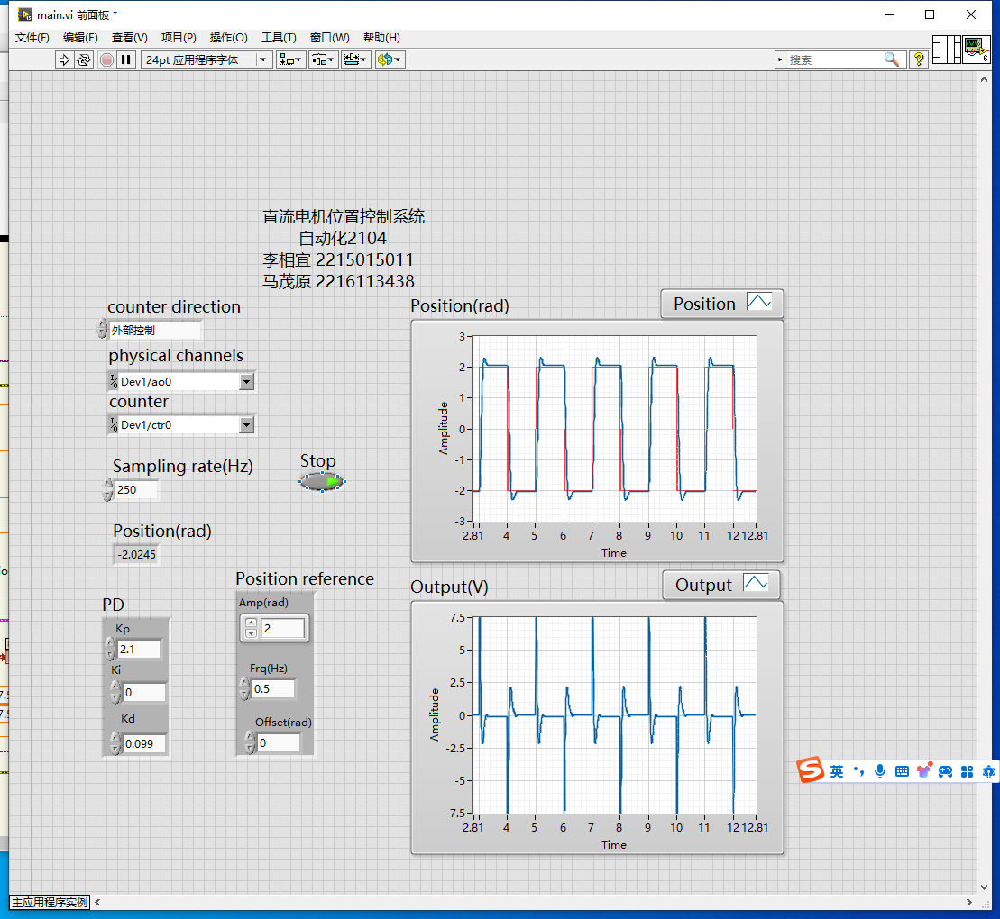 main.vi 前面板 *
文件(F) 编辑(E) 查看(V) 项目(P) 操作(O) 工具(T) 窗口(W) 帮助(H)
24pt 应用程序字体 搜索 ?
6
直流电机位置控制系统
自动化2104
李相宜 2215015011
马茂原 2216113438
counter direction
外部控制
physical channels
Dev1/ao0
counter
Dev1/ctr0
Sampling rate(Hz)
250
Stop
Position(rad)
-2.0245
Position reference
Amp(rad)
2
Frq(Hz)
0.5
Offset(rad)
0
PD
Kp
2.1
Ki
0
Kd
0.099
Position(rad)
Position
Amplitude
3
2
1
0
-1
-2
-3
2.81 4 5 6 7 8 9 10 11 12 12.81
Time
Output(V)
Output
Amplitude
7.5
5
2.5
0
-2.5
-5
-7.5
2.81 4 5 6 7 8 9 10 11 12 12.81
Time
英
主应用程序实例